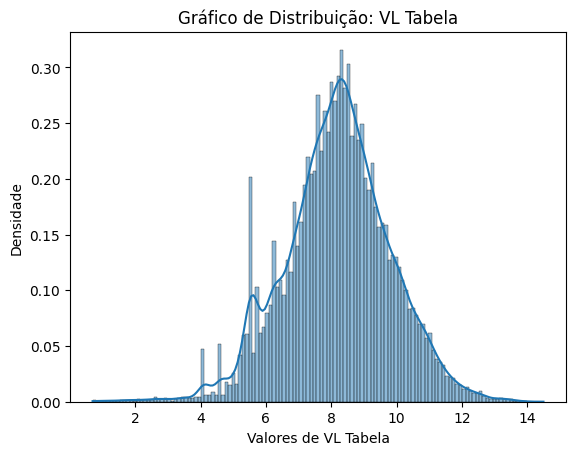 Gráfico de Distribuição: VL Tabela
Densidade
0.30
0.25
0.20
0.15
0.10
0.05
0.00
2 4 6 8 10 12 14
Valores de VL Tabela